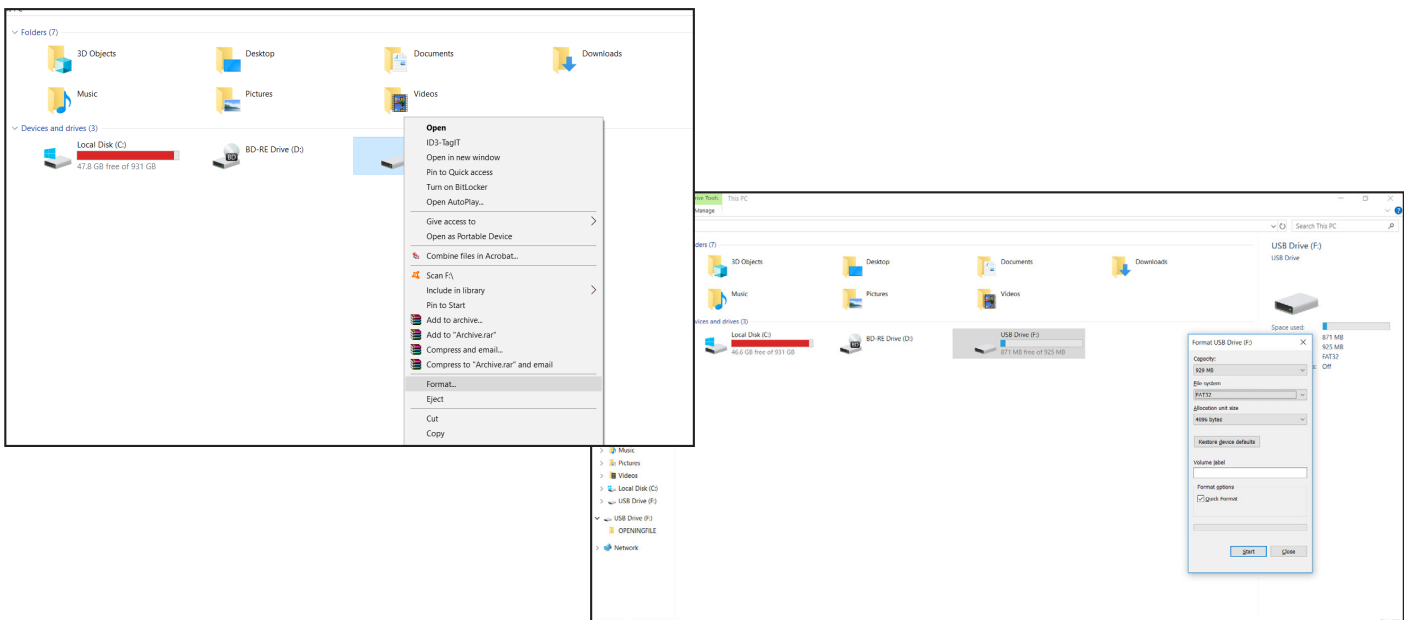 Folders (7)
3D Objects
Desktop
Documents
Downloads
Music
Pictures
Videos
Devices and drives (3)
Local Disk (C:)
47.8 GB free of 931 GB
BD-RE Drive (D:)
BD
Open
ID3-TagIT
Open in new window
Pin to Quick access
Turn on BitLocker
Open AutoPlay...
Give access to
Open as Portable Device
Combine files in Acrobat...
Scan F:\
Include in library
Pin to Start
Add to archive...
Add to "Archive.rar"
Compress and email...
Compress to "Archive.rar" and email
Format...
Eject
Cut
Copy
This PC
Manage
Search This PC
ders (7)
3D Objects
Desktop
Documents
Downloads
Music
Pictures
Videos
vices and drives (3)
Local Disk (C:)
46.6 GB free of 931 GB
BD-RE Drive (D:)
BD
USB Drive (F:)
871 MB free of 925 MB
USB Drive (F:)
USB Drive
Space used:
871 MB
925 MB
FAT32
Off
Format USB Drive (F:)
Capacity:
929 MB
File system
FAT32
Allocation unit size
4096 bytes
Restore device defaults
Volume label
Format options
Quick Format
Start
Close
Music
Pictures
Videos
Local Disk (C:)
USB Drive (F:)
USB Drive (F:)
OPENINGFILE
Network